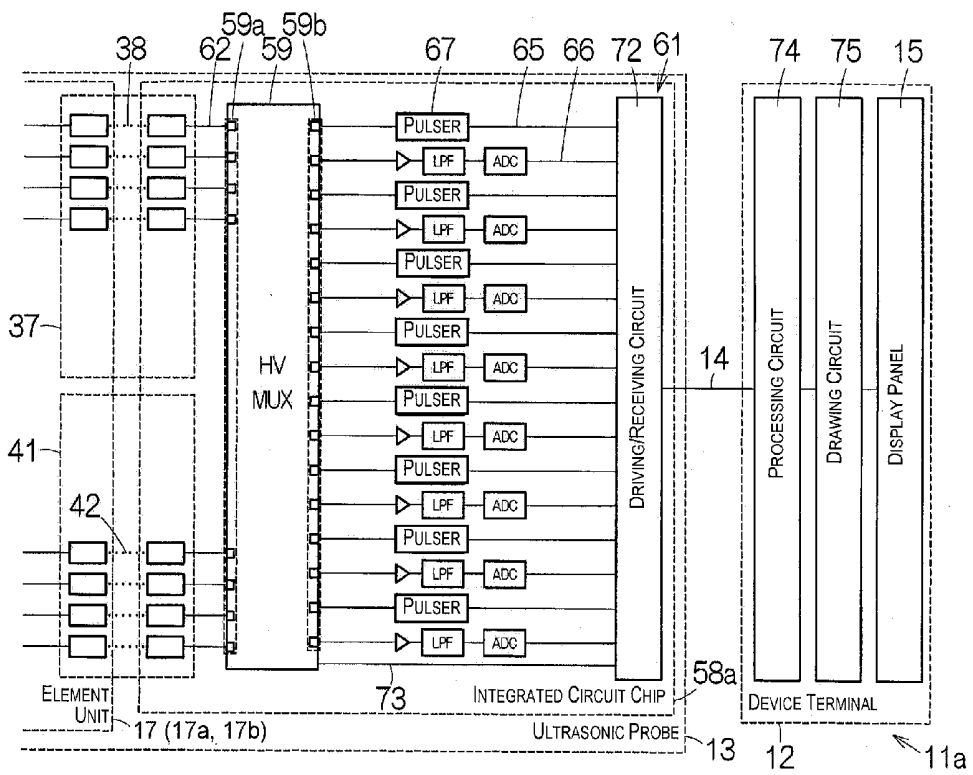 38
62
59a
59
59b
67
65
66
72
61
74
75
15
PULSER
LPF
ADC
PULSER
LPF
ADC
PULSER
LPF
ADC
PULSER
LPF
ADC
PULSER
LPF
ADC
PULSER
LPF
ADC
PULSER
LPF
ADC
PULSER
LPF
ADC
37
41
42
HV
MUX
DRIVING/RECEIVING CIRCUIT
14
PROCESSING CIRCUIT
DRAWING CIRCUIT
DISPLAY PANEL
73
ELEMENT
UNIT
17 (17a, 17b)
INTEGRATED CIRCUIT CHIP
58a
ULTRASONIC PROBE
13
DEVICE TERMINAL
12
11a